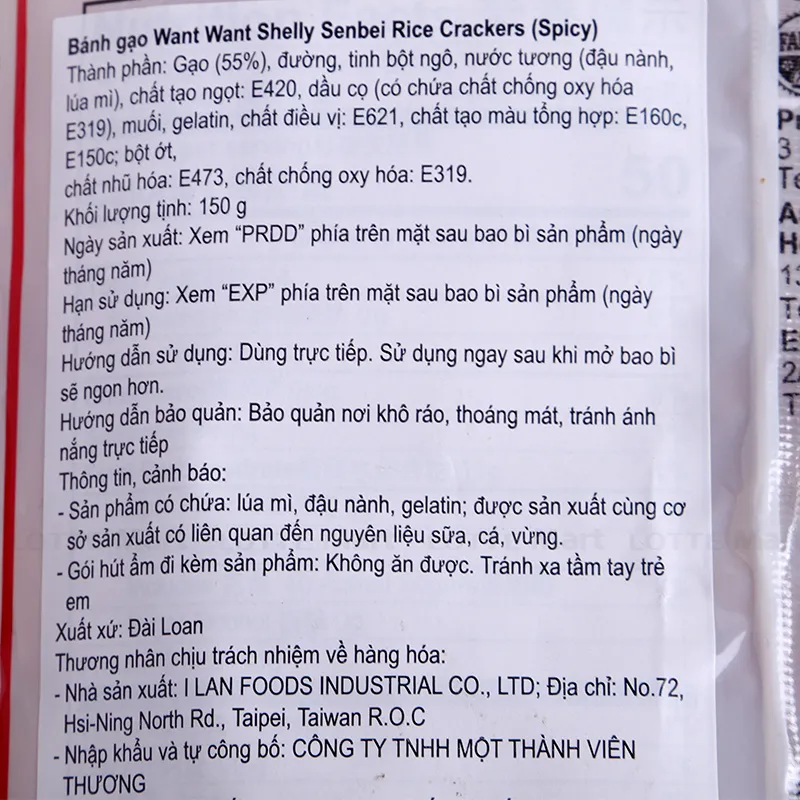 Bánh gạo Want Want Shelly Senbei Rice Crackers (Spicy)
Thành phần: Gạo (55%), đường, tinh bột ngô, nước tương (đậu nành,
lúa mì), chất tạo ngọt: E420, dầu cọ (có chứa chất chống oxy hóa
E319), muối, gelatin, chất điều vị: E621, chất tạo màu tổng hợp: E160c,
E150c; bột ớt,
chất nhũ hóa: E473, chất chống oxy hóa: E319.
Khối lượng tịnh: 150 g
Ngày sản xuất: Xem “PRDD” phía trên mặt sau bao bì sản phẩm (ngày
tháng năm)
Hạn sử dụng: Xem “EXP” phía trên mặt sau bao bì sản phẩm (ngày
tháng năm)
Hướng dẫn sử dụng: Dùng trực tiếp. Sử dụng ngay sau khi mở bao bì
sẽ ngon hơn.
Hướng dẫn bảo quản: Bảo quản nơi khô ráo, thoáng mát, tránh ánh
nắng trực tiếp
Thông tin, cảnh báo:
- Sản phẩm có chứa: lúa mì, đậu nành, gelatin; được sản xuất cùng cơ
sở sản xuất có liên quan đến nguyên liệu sữa, cá, vừng.
- Gói hút ẩm đi kèm sản phẩm: Không ăn được. Tránh xa tầm tay trẻ
em
Xuất xứ: Đài Loan
Thương nhân chịu trách nhiệm về hàng hóa:
- Nhà sản xuất: I LAN FOODS INDUSTRIAL CO., LTD; Địa chỉ: No.72,
Hsi-Ning North Rd., Taipei, Taiwan R.O.C
- Nhập khẩu và tự công bố: CÔNG TY TNHH MỘT THÀNH VIÊN
THƯƠNG